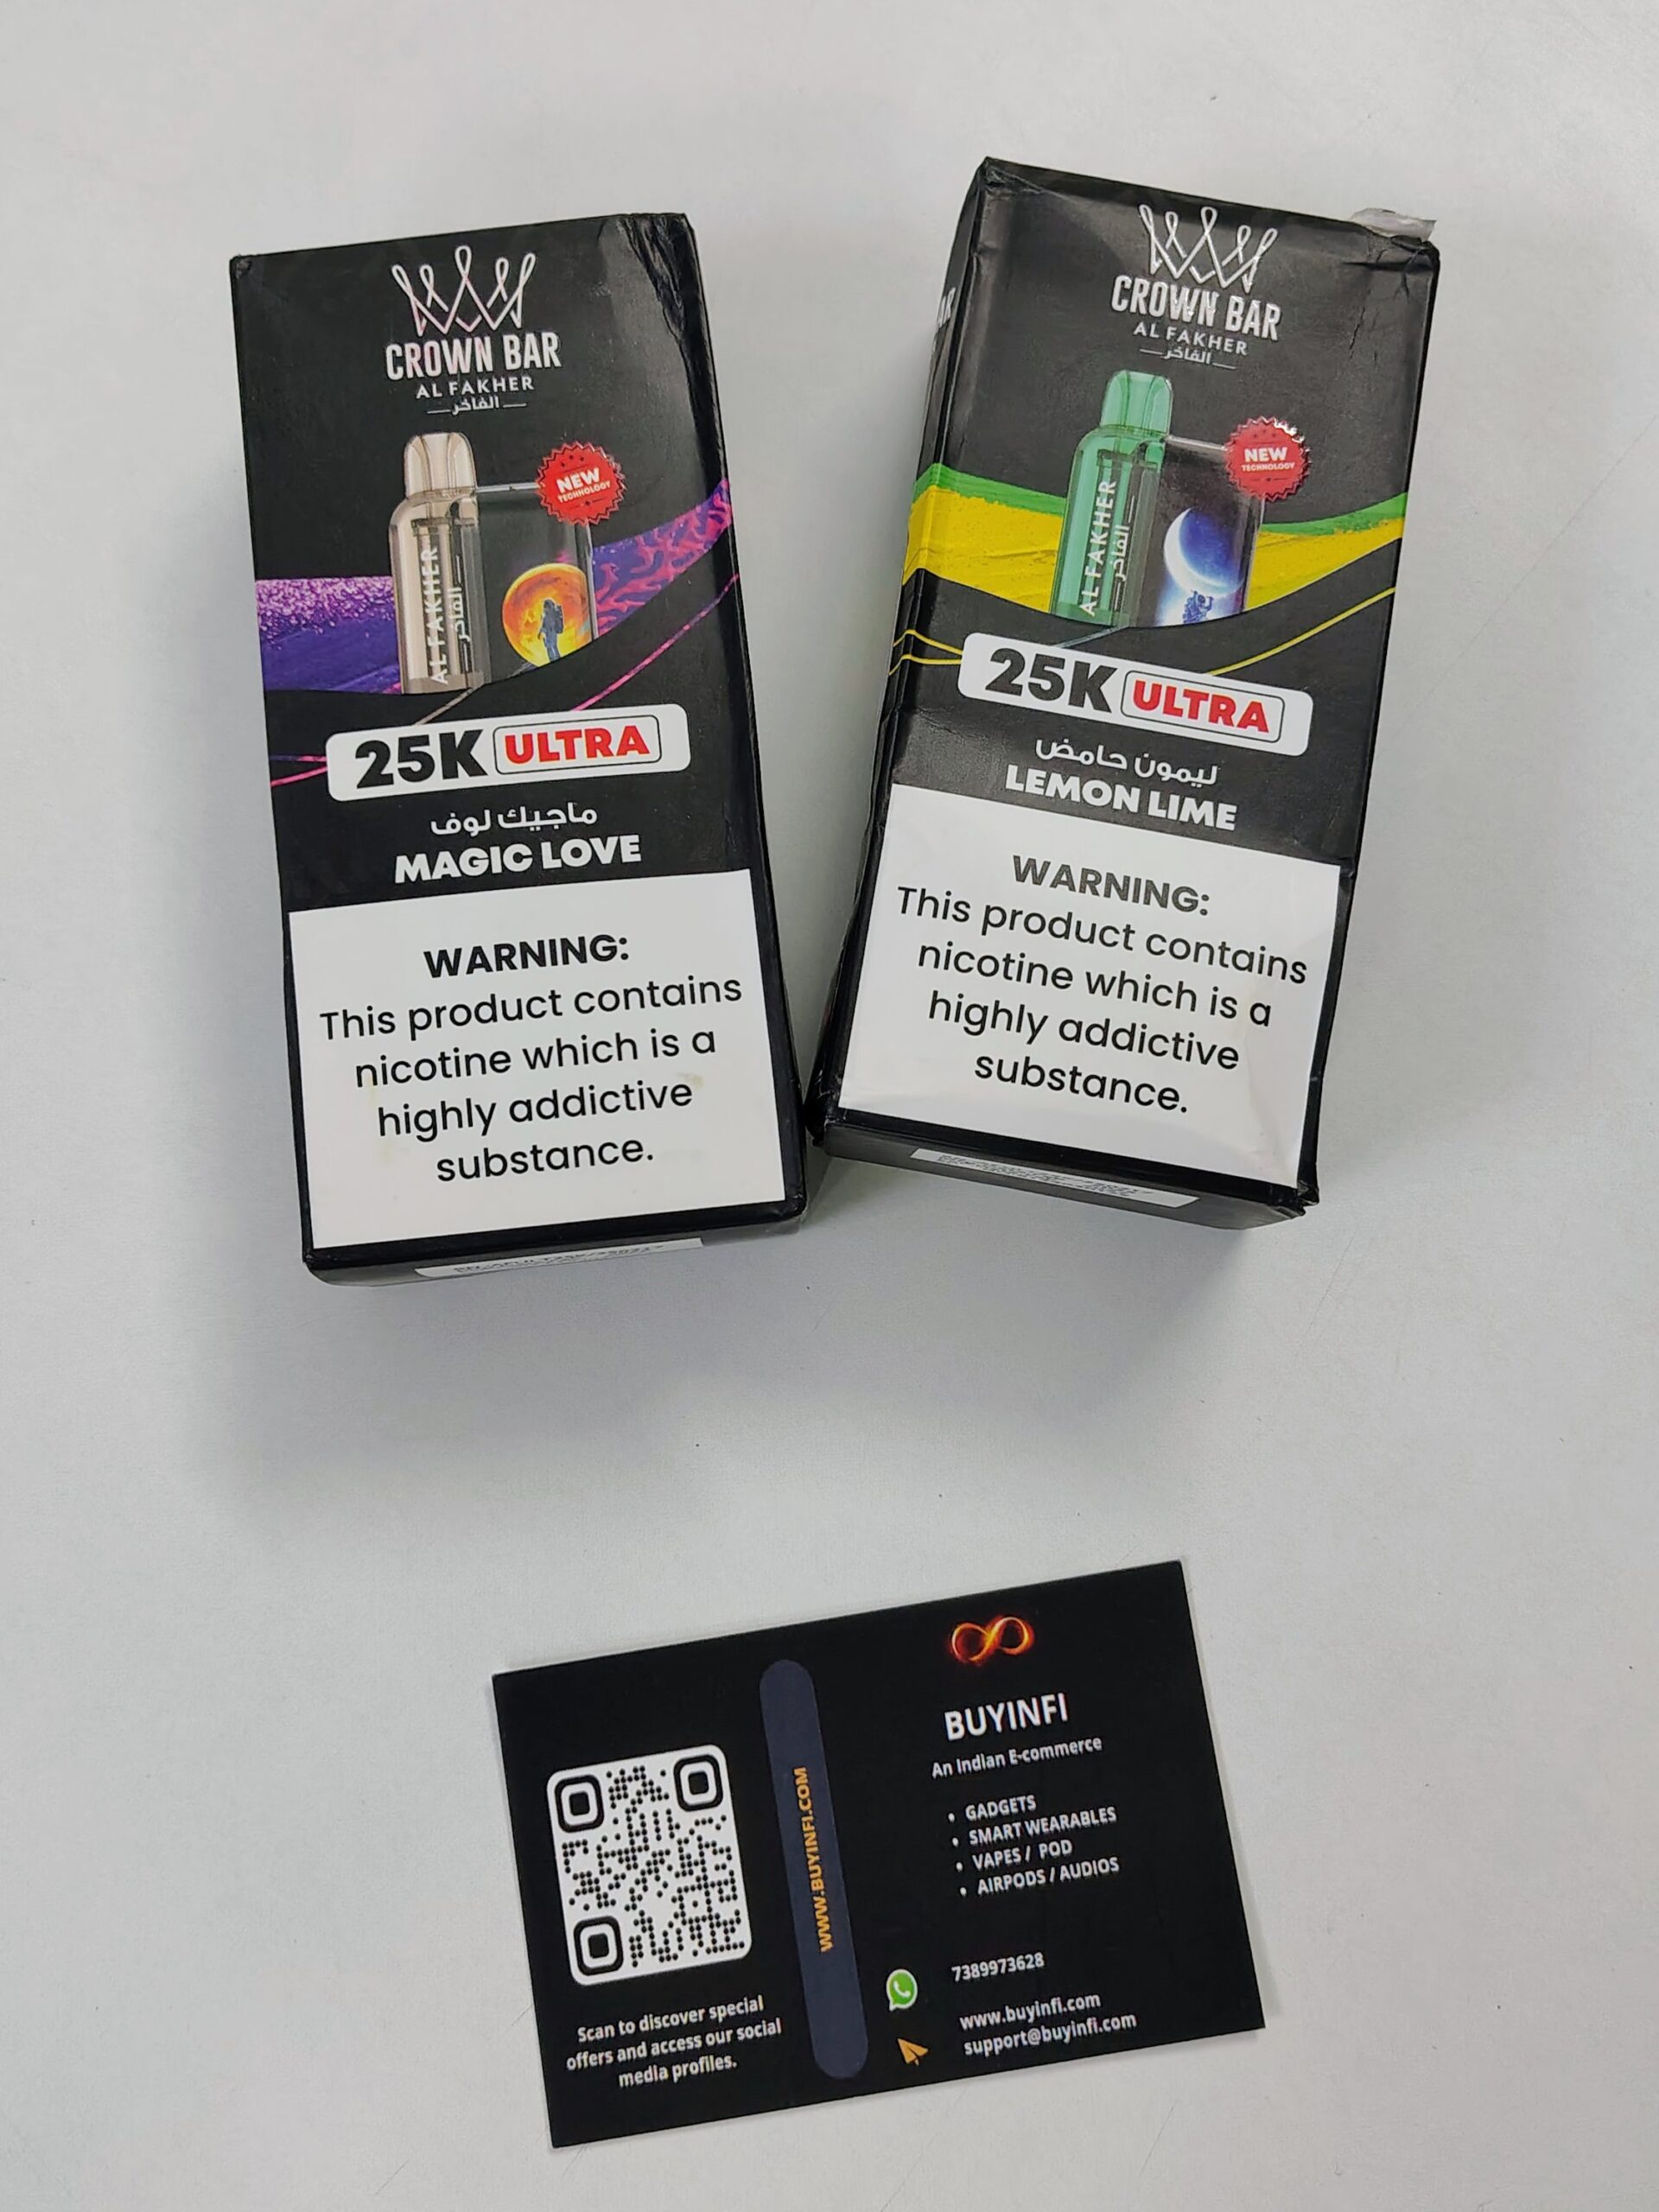 CROWN BAR
AL FAKHER
الفاخر
NEW
TECHNOLOGY
AL FAKHER
الفاخر
25K ULTRA
ماجيك لوف
MAGIC LOVE
WARNING:
This product contains
nicotine which is a
highly addictive
substance.
CROWN BAR
AL FAKHER
الفاخر
NEW
TECHNOLOGY
AL FAKHER
الفاخر
25K ULTRA
ليمون حامض
LEMON LIME
WARNING:
This product contains
nicotine which is a
highly addictive
substance.
Scan to discover special
offers and access our social
media profiles.
WWW.BUYINFI.COM
BUYINFI
An Indian E-commerce
• GADGETS
• SMART WEARABLES
• VAPES / POD
• AIRPODS / AUDIOS
7389973628
www.buyinfi.com
support@buyinfi.com